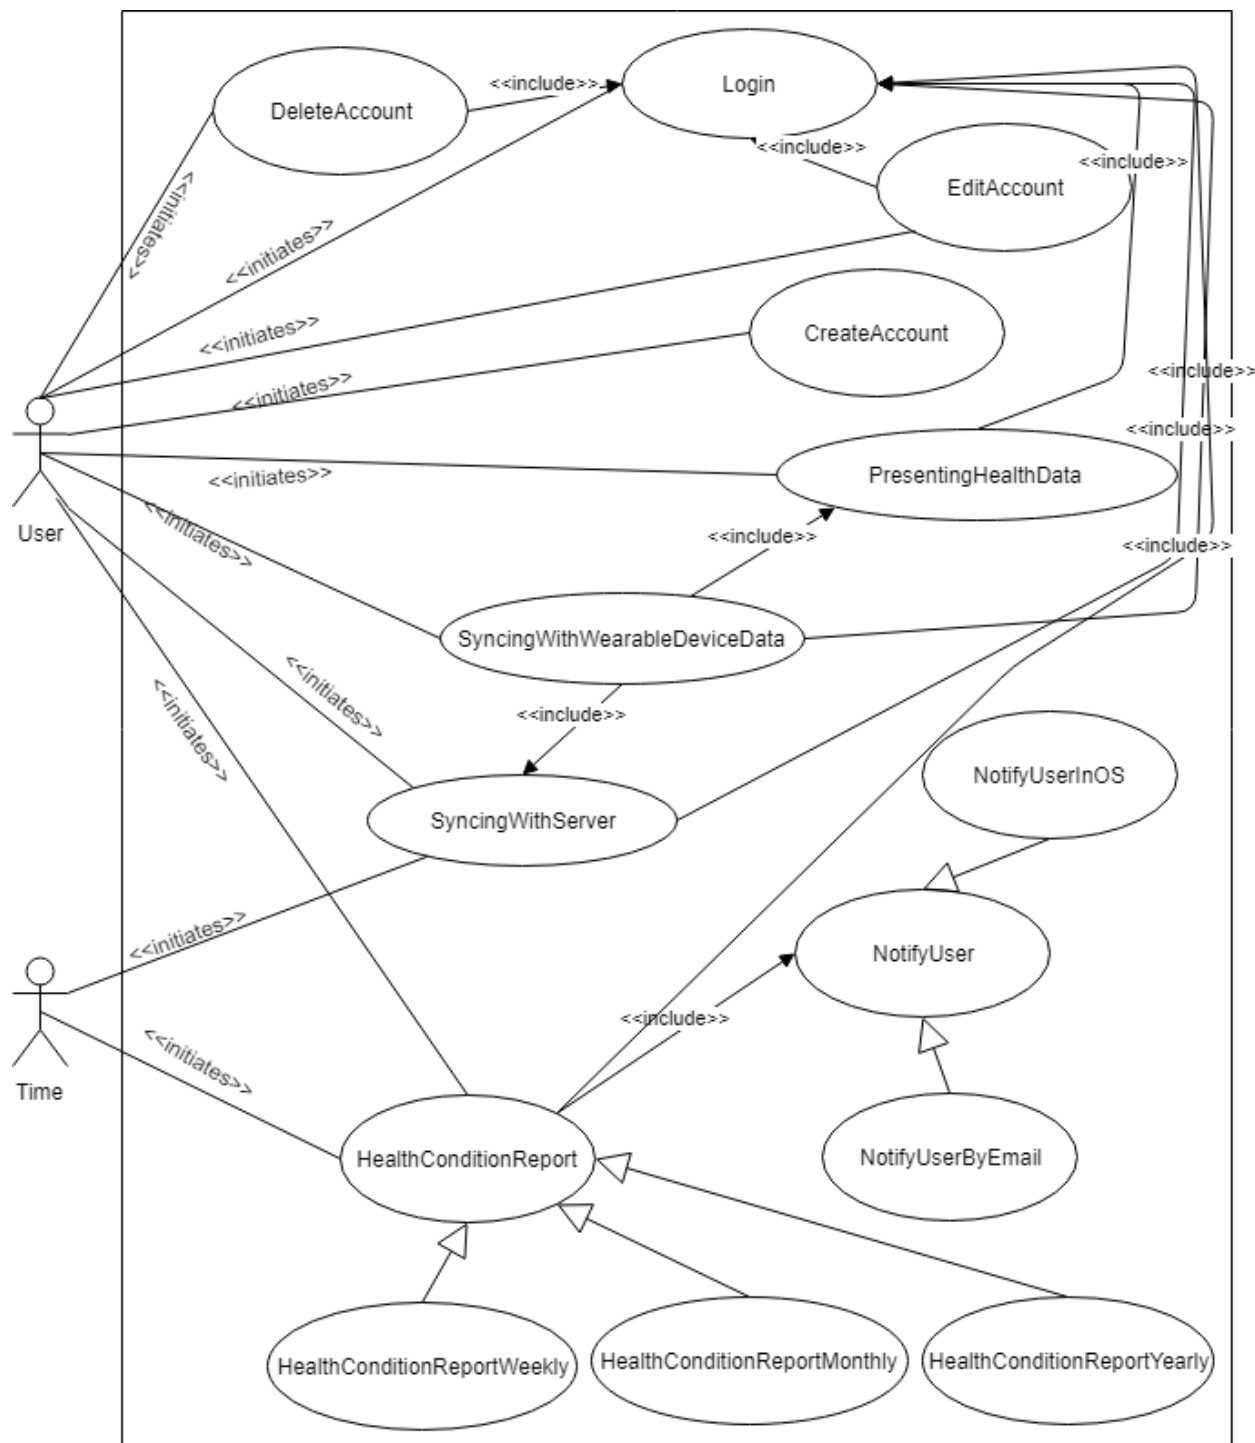 <<include>>
Login
DeleteAccount
<<include>>
<<include>>
EditAccount
<<initiates>>
<<initiates>>
<<initiates>>
CreateAccount
<<include>>
<<initiates>>
<<include>>
<<initiates>>
PresentingHealthData
User
<<initiates>>
<<include>>
<<include>>
SyncingWithWearableDeviceData
<<initiates>>
<<initiates>>
<<include>>
NotifyUserInOS
SyncingWithServer
<<initiates>>
NotifyUser
<<include>>
<<initiates>>
Time
HealthConditionReport
NotifyUserByEmail
HealthConditionReportWeekly
HealthConditionReportMonthly
HealthConditionReportYearly